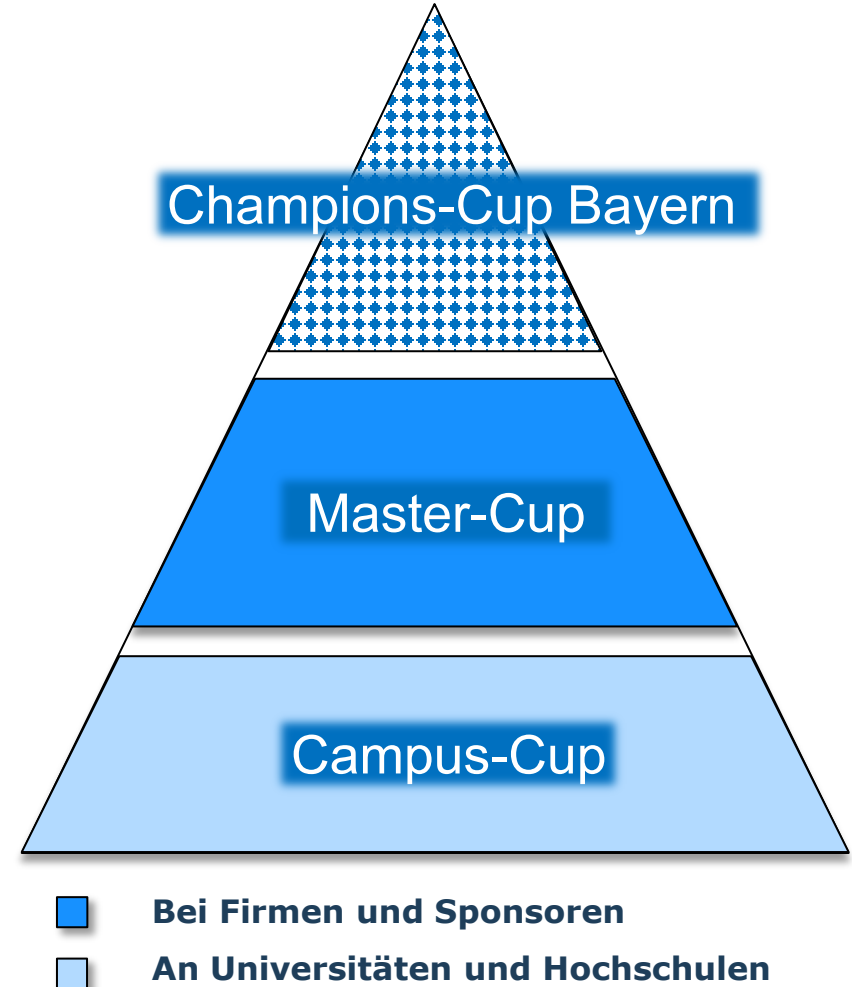 Champions-Cup Bayern
Master-Cup
Campus-Cup
Bei Firmen und Sponsoren
An Universitäten und Hochschulen